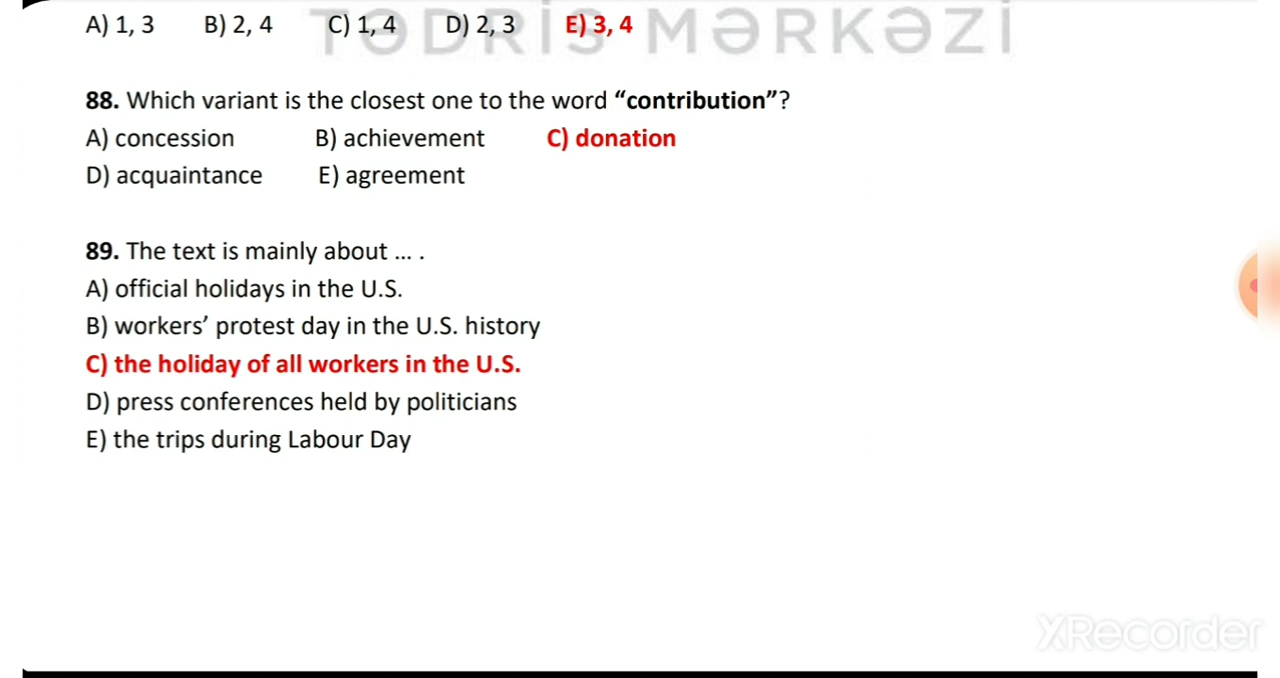 TƏDRİS MƏRKƏZİ
A) 1, 3 B) 2, 4 C) 1, 4 D) 2, 3 E) 3, 4
88. Which variant is the closest one to the word “contribution”?
A) concession B) achievement C) donation
D) acquaintance E) agreement
89. The text is mainly about ... .
A) official holidays in the U.S.
B) workers’ protest day in the U.S. history
C) the holiday of all workers in the U.S.
D) press conferences held by politicians
E) the trips during Labour Day
XRecorder